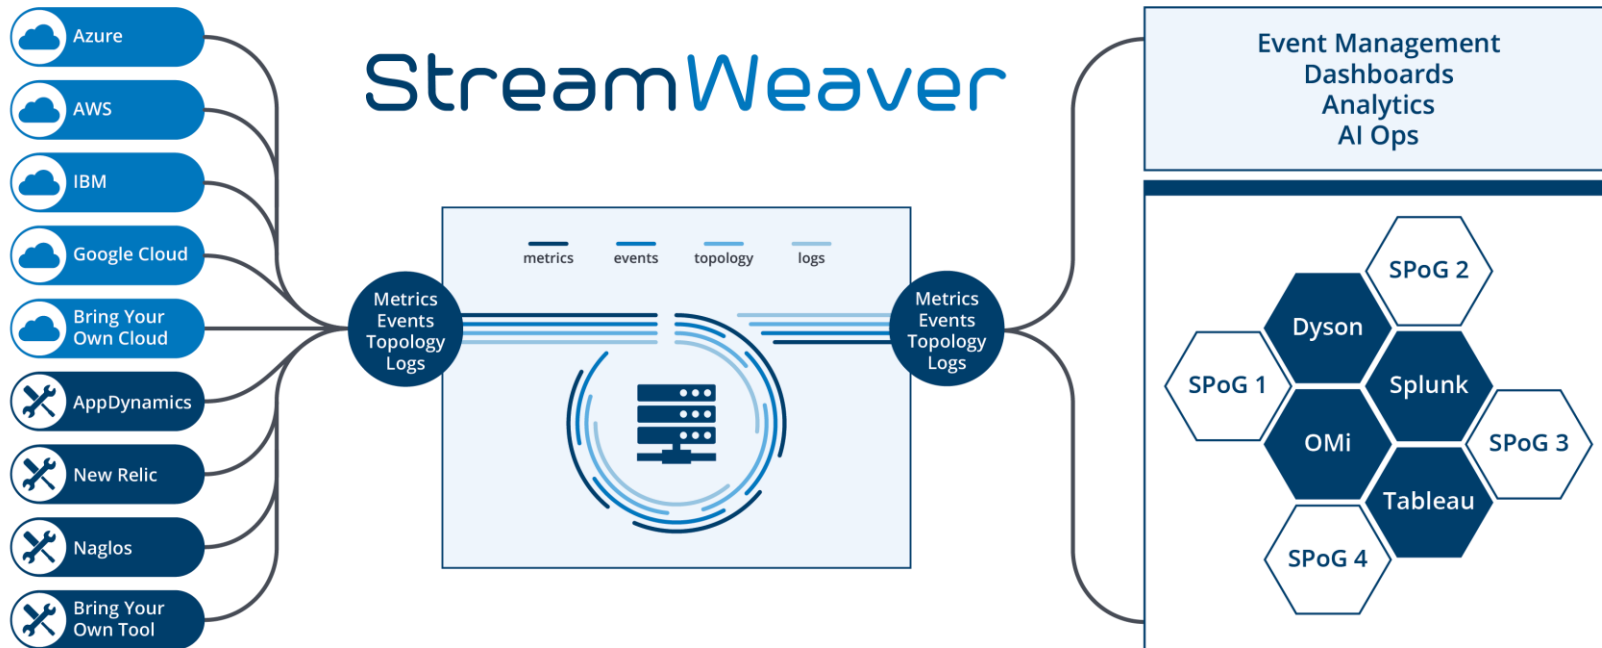 Azure
AWS
IBM
Google Cloud
Bring Your
Own Cloud
AppDynamics
New Relic
Naglos
Bring Your
Own Tool
StreamWeaver
metrics
events
topology
logs
Metrics
Events
Topology
Logs
Metrics
Events
Topology
Logs
Event Management
Dashboards
Analytics
AI Ops
SPoG 2
Dyson
SPoG 1
Splunk
OMi
SPoG 3
Tableau
SPoG 4